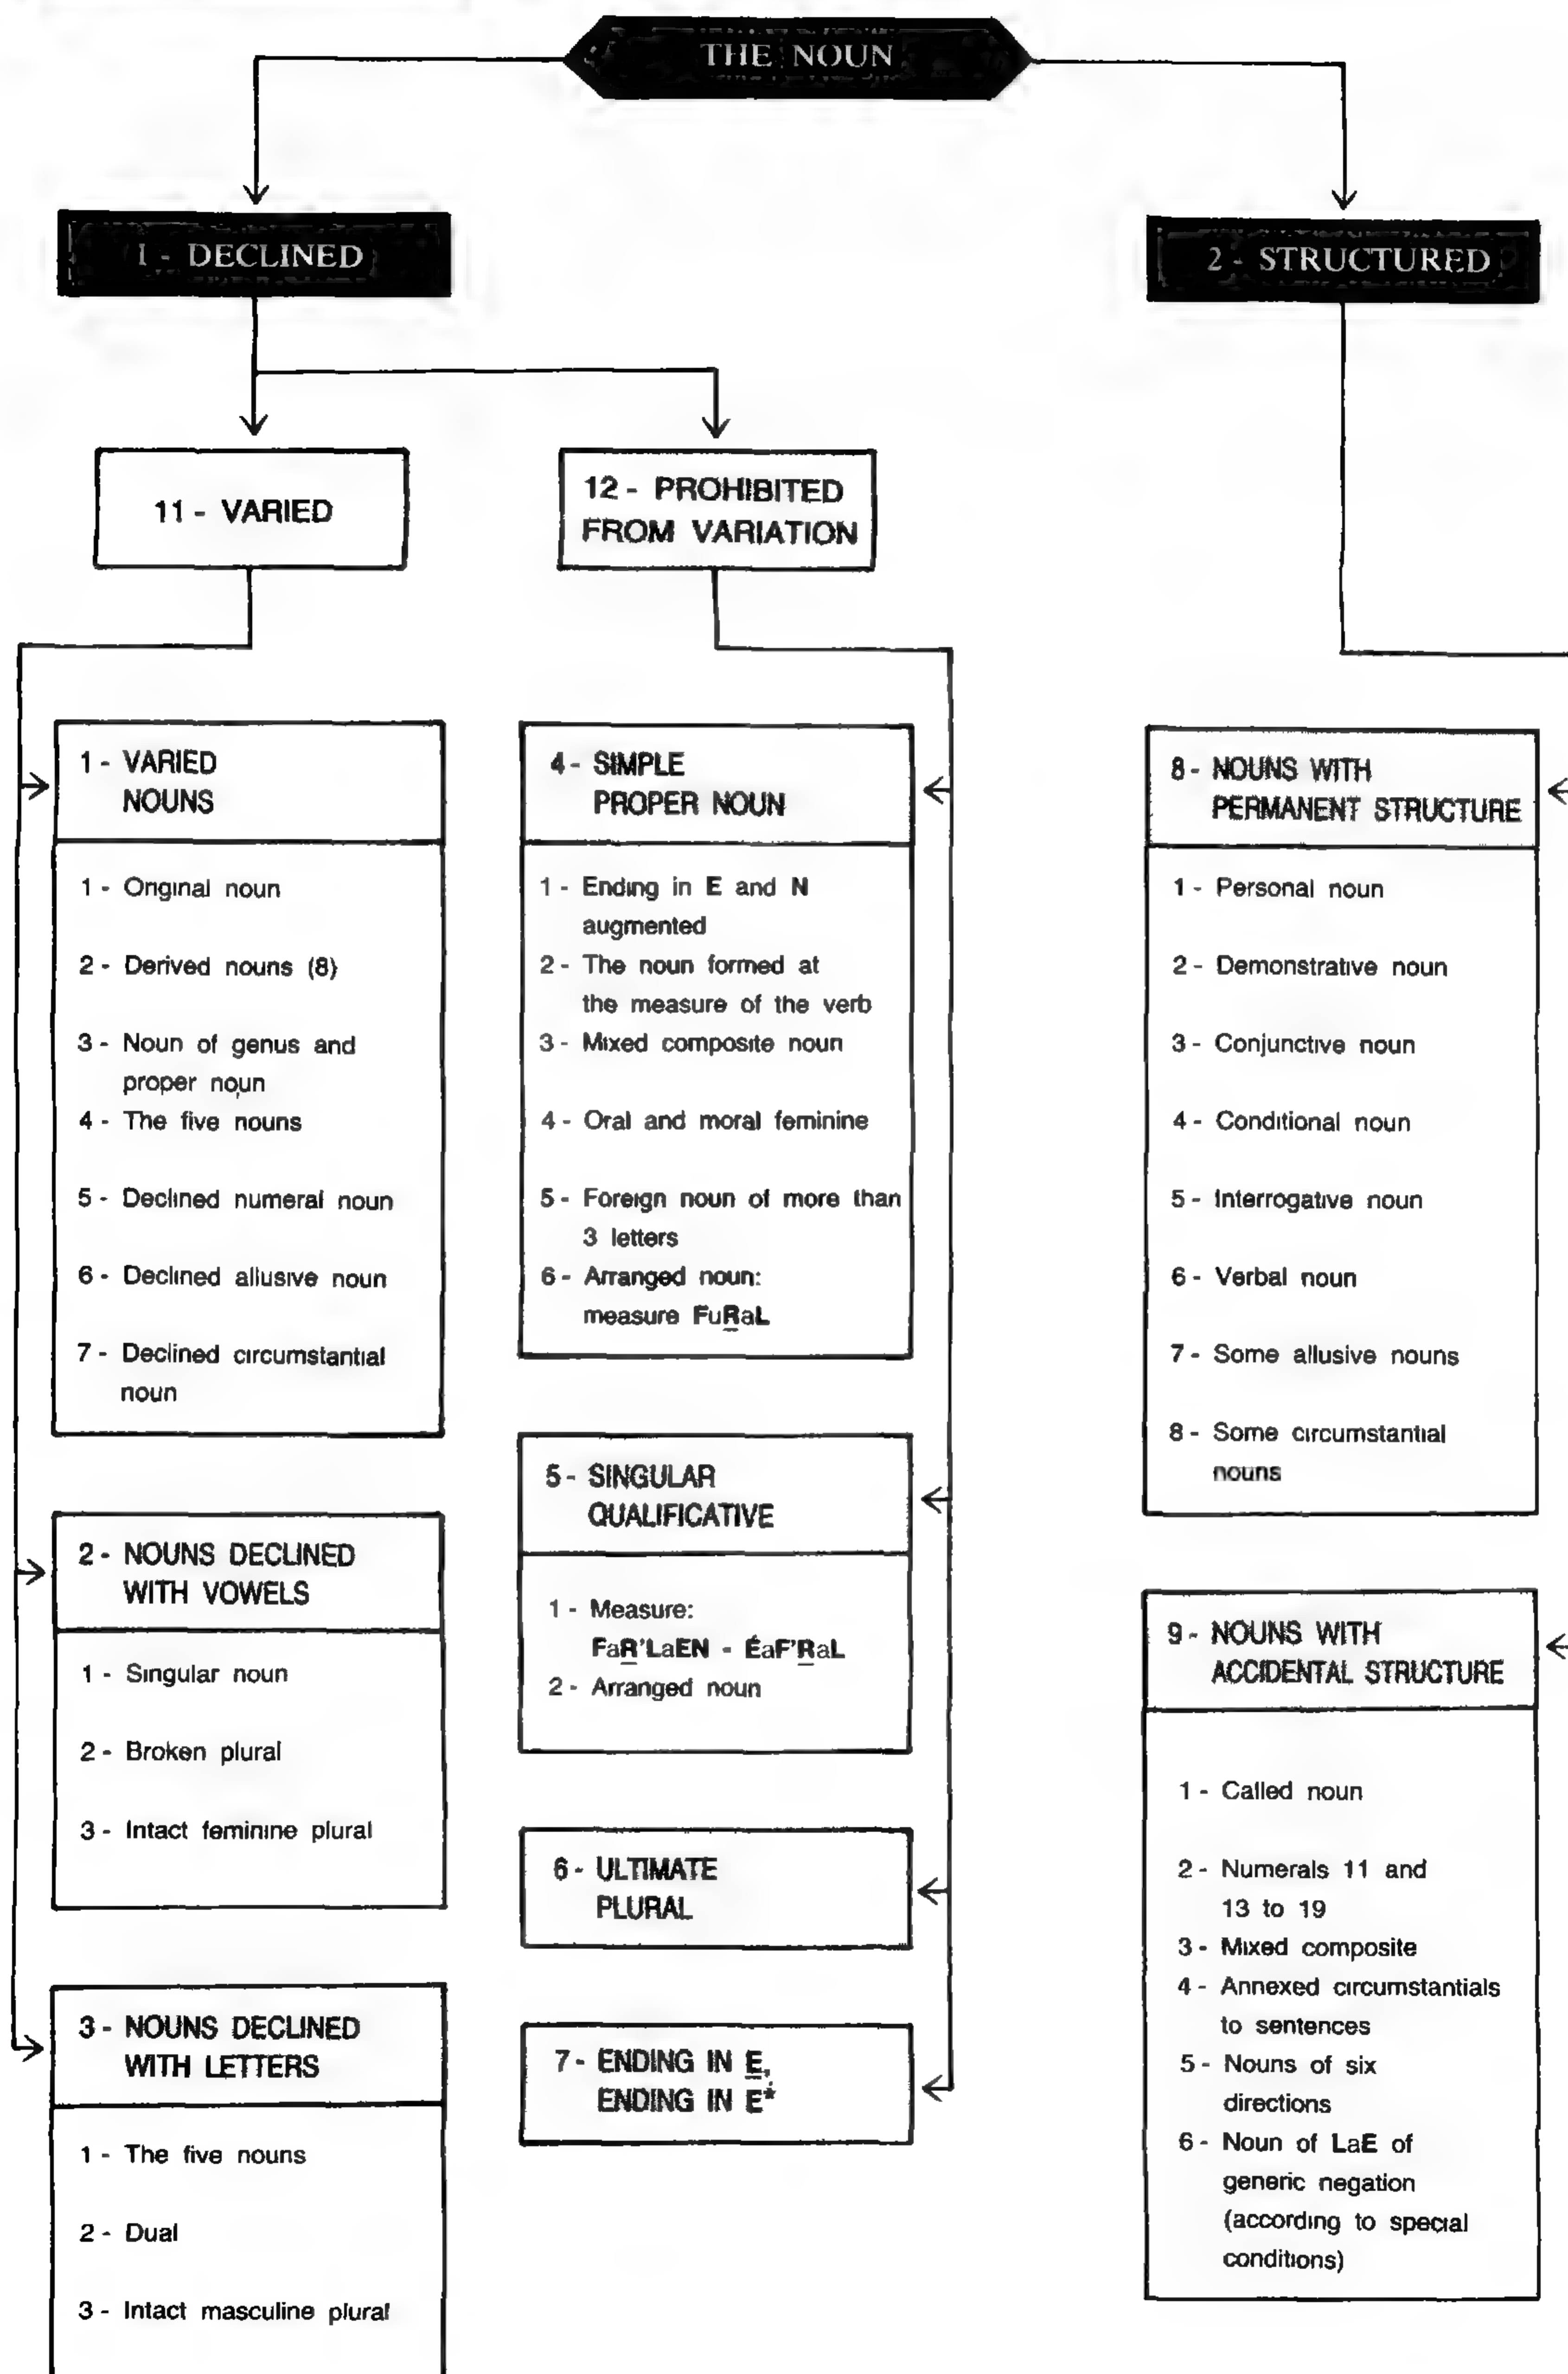 THE NOUN
1 - DECLINED
2 - STRUCTURED
11 - VARIED
12 - PROHIBITED
FROM VARIATION
1 - VARIED
NOUNS
1 - Original noun
2 - Derived nouns (8)
3 - Noun of genus and
proper noun
4 - The five nouns
5 - Declined numeral noun
6 - Declined allusive noun
7 - Declined circumstantial
noun
2 - NOUNS DECLINED
WITH VOWELS
1 - Singular noun
2 - Broken plural
3 - Intact feminine plural
3 - NOUNS DECLINED
WITH LETTERS
1 - The five nouns
2 - Dual
3 - Intact masculine plural
4 - SIMPLE
PROPER NOUN
1 - Ending in E and N
augmented
2 - The noun formed at
the measure of the verb
3 - Mixed composite noun
4 - Oral and moral feminine
5 - Foreign noun of more than
3 letters
6 - Arranged noun:
measure FuṞaL
5 - SINGULAR
QUALIFICATIVE
1 - Measure:
FaṞ'LaEN - ÉaF'ṞaL
2 - Arranged noun
6 - ULTIMATE
PLURAL
7 - ENDING IN E̲,
ENDING IN E*
8 - NOUNS WITH
PERMANENT STRUCTURE
1 - Personal noun
2 - Demonstrative noun
3 - Conjunctive noun
4 - Conditional noun
5 - Interrogative noun
6 - Verbal noun
7 - Some allusive nouns
8 - Some circumstantial
nouns
9 - NOUNS WITH
ACCIDENTAL STRUCTURE
1 - Called noun
2 - Numerals 11 and
13 to 19
3 - Mixed composite
4 - Annexed circumstantials
to sentences
5 - Nouns of six
directions
6 - Noun of LaE of
generic negation
(according to special
conditions)